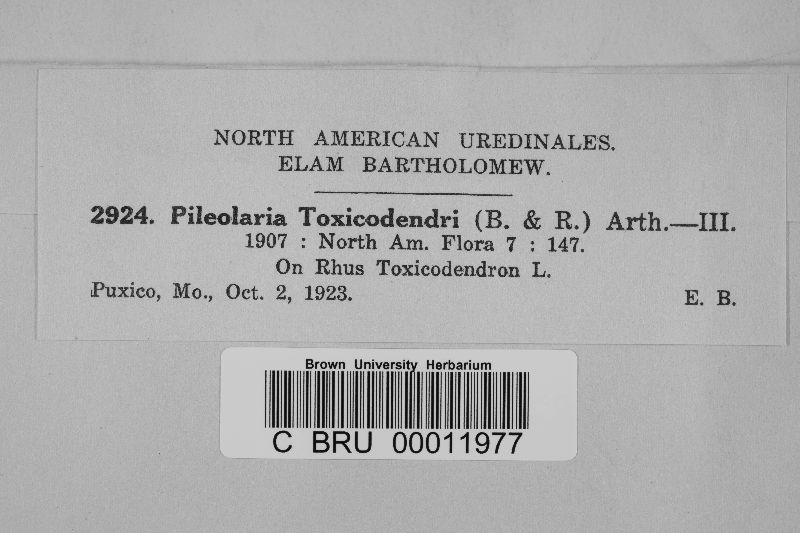 NORTH AMERICAN UREDINALES.
ELAM BARTHOLOMEW.
2924. Pileolaria Toxicodendri (B. & R.) Arth.—III.
1907 : North Am. Flora 7 : 147.
On Rhus Toxicodendron L.
Puxico, Mo., Oct. 2, 1923. E. B.
Brown University Herbarium
C BRU 00011977